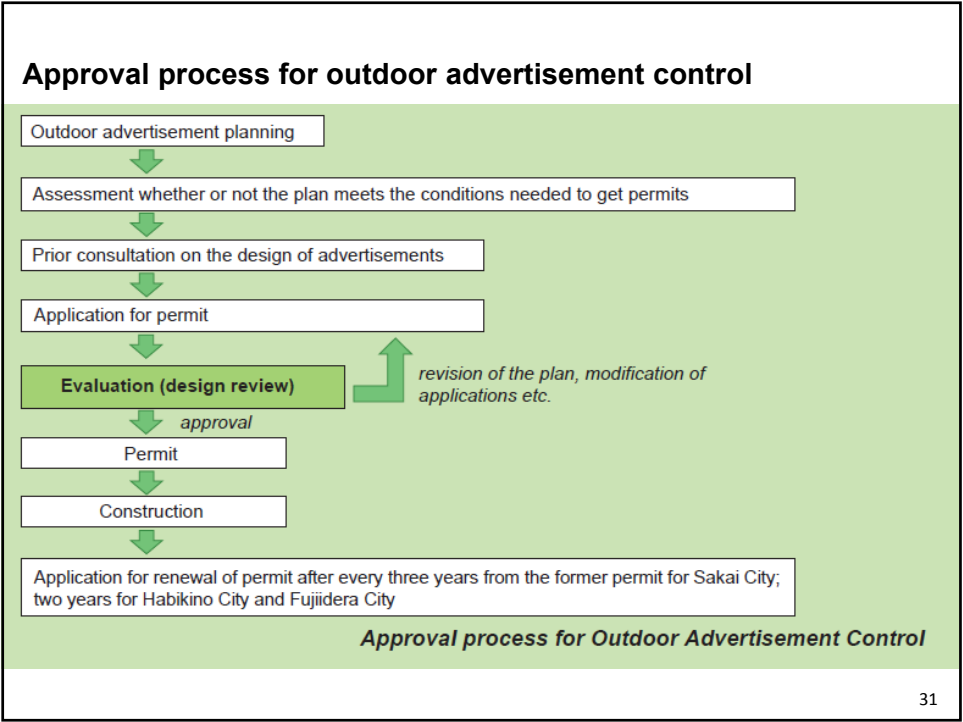 Approval process for outdoor advertisement control
Outdoor advertisement planning
Assessment whether or not the plan meets the conditions needed to get permits
Prior consultation on the design of advertisements
Application for permit
Evaluation (design review)
revision of the plan, modification of
applications etc.
approval
Permit
Construction
Application for renewal of permit after every three years from the former permit for Sakai City;
two years for Habikino City and Fujiidera City
Approval process for Outdoor Advertisement Control
31